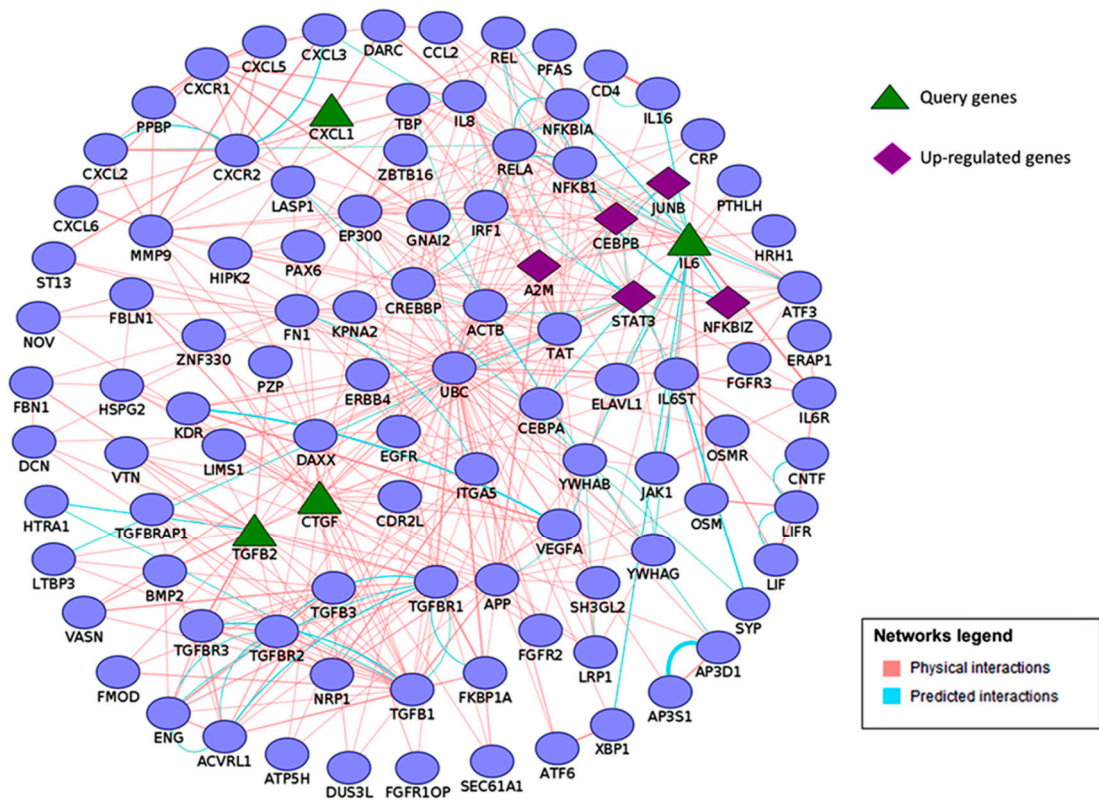 CXCL3
DARC
CCL2
REL
PFAS
CXCL5
CXCR1
CD4
IL16
PPBP
CXCL1
TBP
IL8
NFKBIA
CRP
CXCL2
CXCR2
ZBTB16
RELA
NFKB1
JUNB
PTHLH
CXCL6
LASP1
EP300
GNAI2
IRF1
CEBPB
IL6
HRH1
ST13
MMP9
HIPK2
PAX6
CREBBP
A2M
STAT3
NFKBIZ
ATF3
NOV
FBLN1
ZNF330
FN1
KPNA2
ACTB
TAT
FGFR3
ERAP1
FBN1
HSPG2
PZP
ERBB4
UBC
CEBPA
ELAVL1
IL6ST
IL6R
DCN
KDR
VTN
LIMS1
DAXX
EGFR
ITGA5
YWHAB
JAK1
OSMR
CNTF
HTRA1
TGFBRAP1
TGFB2
CTGF
CDR2L
VEGFA
OSM
LIFR
LTBP3
BMP2
YWHAG
LIF
VASN
TGFBR3
TGFBR2
TGFB3
TGFBR1
APP
SH3GL2
SYP
FMOD
NRP1
TGFB1
FKBP1A
FGFR2
LRP1
AP3D1
ENG
ACVRL1
ATP5H
DUS3L
FGFR1OP
SEC61A1
ATF6
XBP1
AP3S1
Query genes
Up-regulated genes
Networks legend
Physical interactions
Predicted interactions